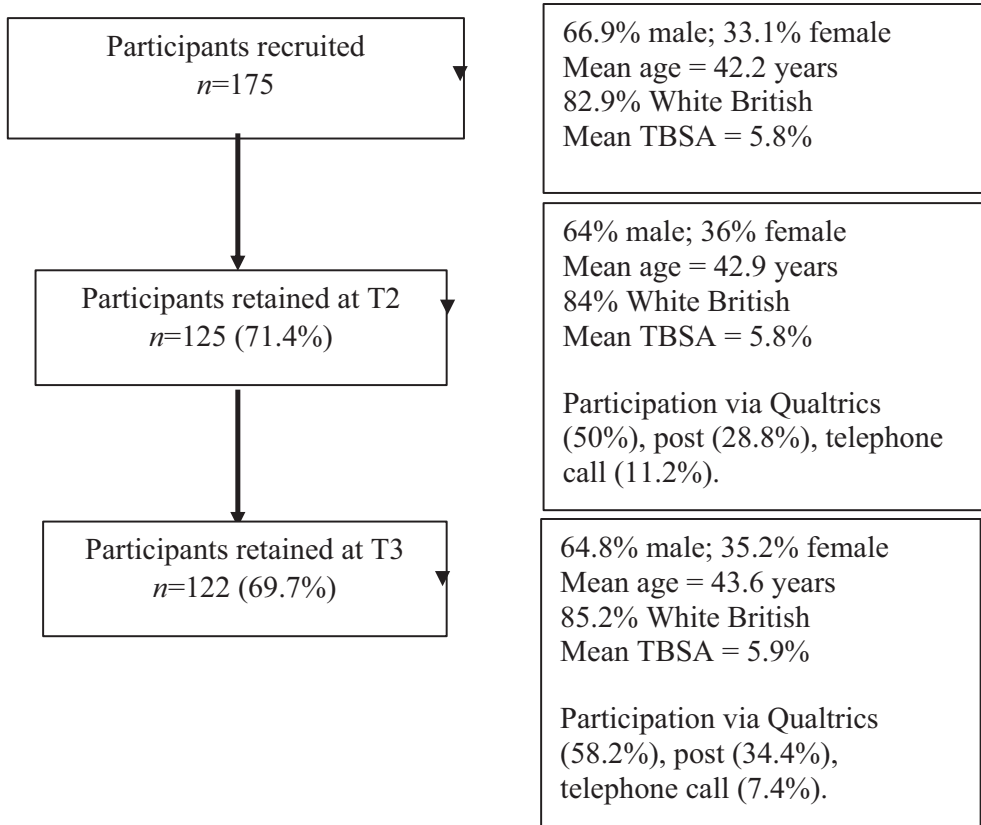 Participants recruited
n=175
66.9% male; 33.1% female
Mean age = 42.2 years
82.9% White British
Mean TBSA = 5.8%
Participants retained at T2
n=125 (71.4%)
64% male; 36% female
Mean age = 42.9 years
84% White British
Mean TBSA = 5.8%
Participation via Qualtrics
(50%), post (28.8%), telephone
call (11.2%).
Participants retained at T3
n=122 (69.7%)
64.8% male; 35.2% female
Mean age = 43.6 years
85.2% White British
Mean TBSA = 5.9%
Participation via Qualtrics
(58.2%), post (34.4%),
telephone call (7.4%).